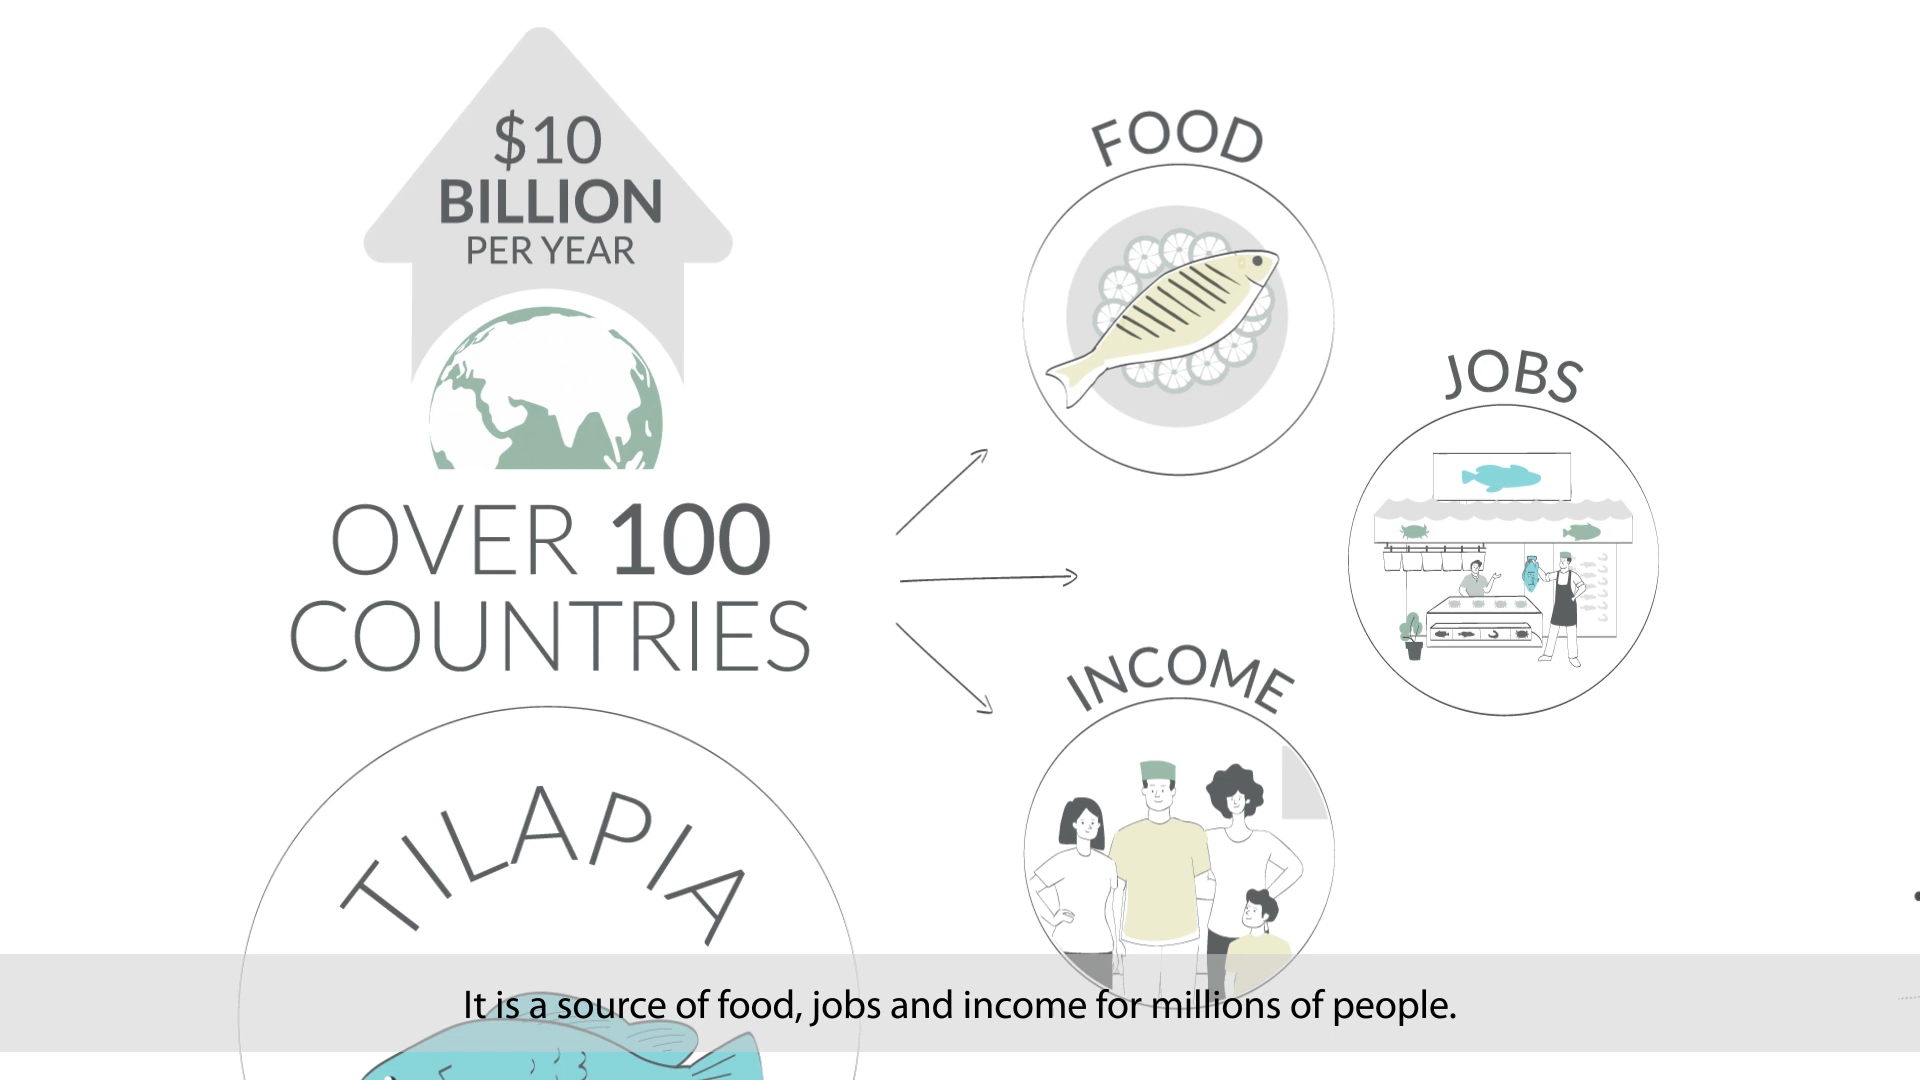 $10
BILLION
PER YEAR
OVER 100
COUNTRIES
TILAPIA
FOOD
JOBS
INCOME
It is a source of food, jobs and income for millions of people.